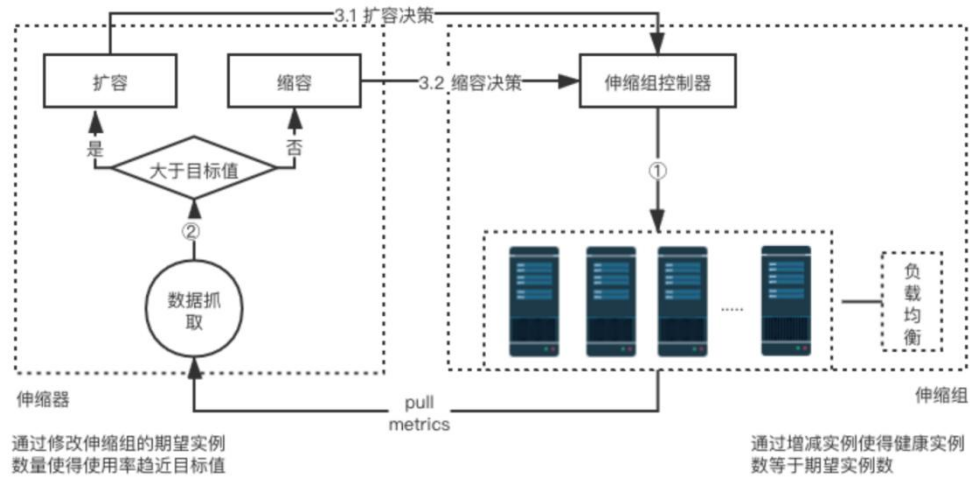 3.1 扩容决策
扩容
缩容
3.2 缩容决策
伸缩组控制器
是
否
大于目标值
①
②
数据抓
取
.....
负
载
均
衡
伸缩器
pull
metrics
伸缩组
通过修改伸缩组的期望实例
数量使得使用率趋近目标值
通过增减实例使得健康实例
数等于期望实例数